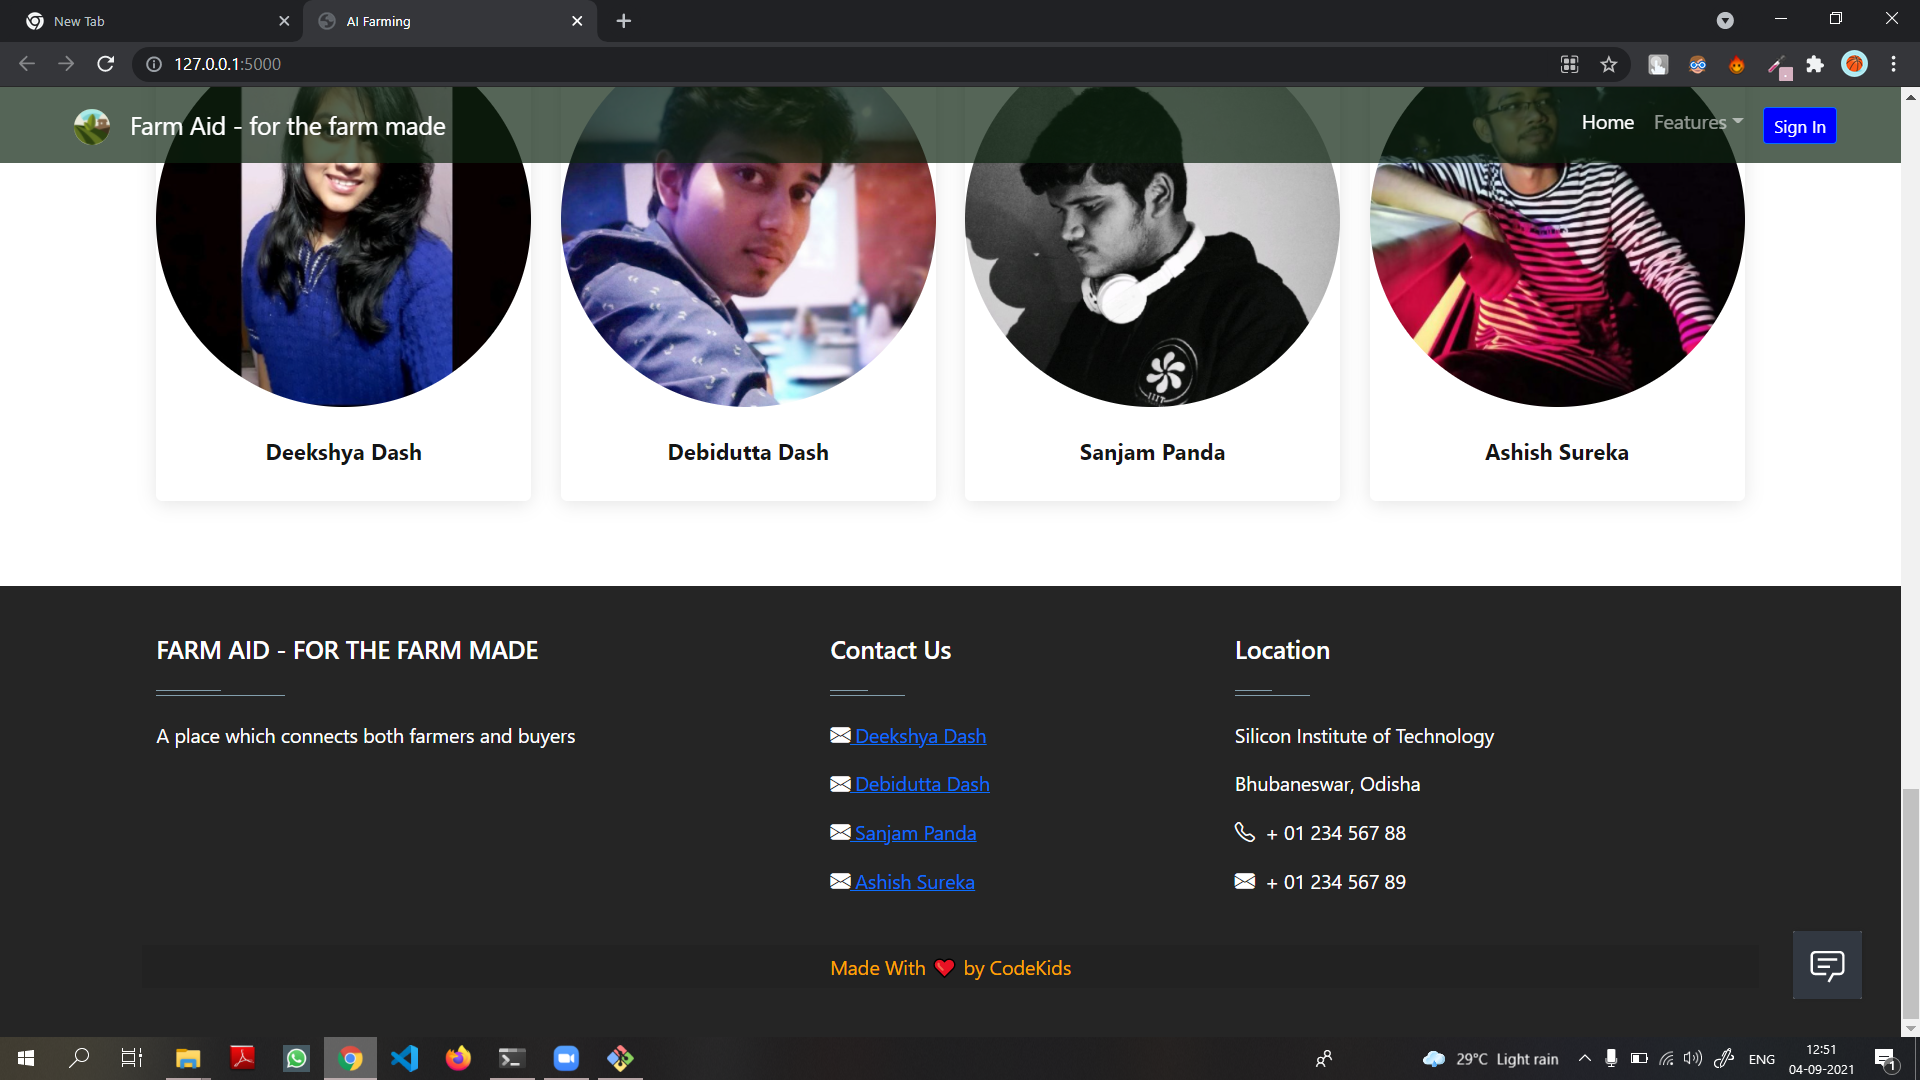 New Tab
AI Farming
127.0.0.1:5000
Farm Aid - for the farm made
Home
Features
Sign In
Deekshya Dash
Debidutta Dash
Sanjam Panda
Ashish Sureka
FARM AID - FOR THE FARM MADE
A place which connects both farmers and buyers
Contact Us
Deekshya Dash
Debidutta Dash
Sanjam Panda
Ashish Sureka
Location
Silicon Institute of Technology
Bhubaneswar, Odisha
+ 01 234 567 88
+ 01 234 567 89
Made With ❤ by CodeKids
29°C Light rain
ENG
12:51
04-09-2021
1